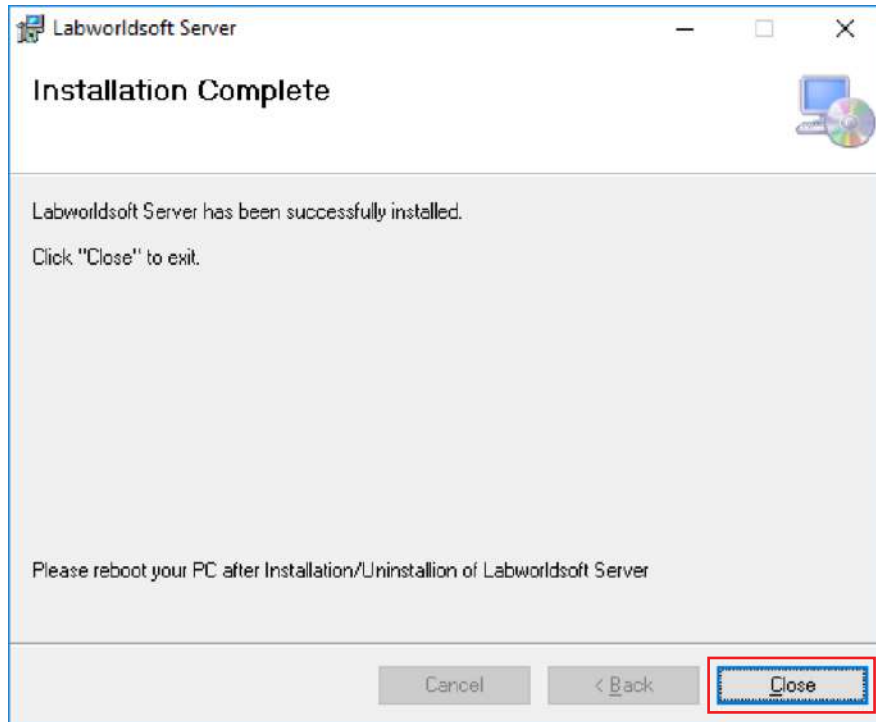 Labworldsoft Server
Installation Complete
Labworldsoft Server has been successfully installed.
Click "Close" to exit.
Please reboot your PC after Installation/Uninstallion of Labworldsoft Server
Cancel < Back Close